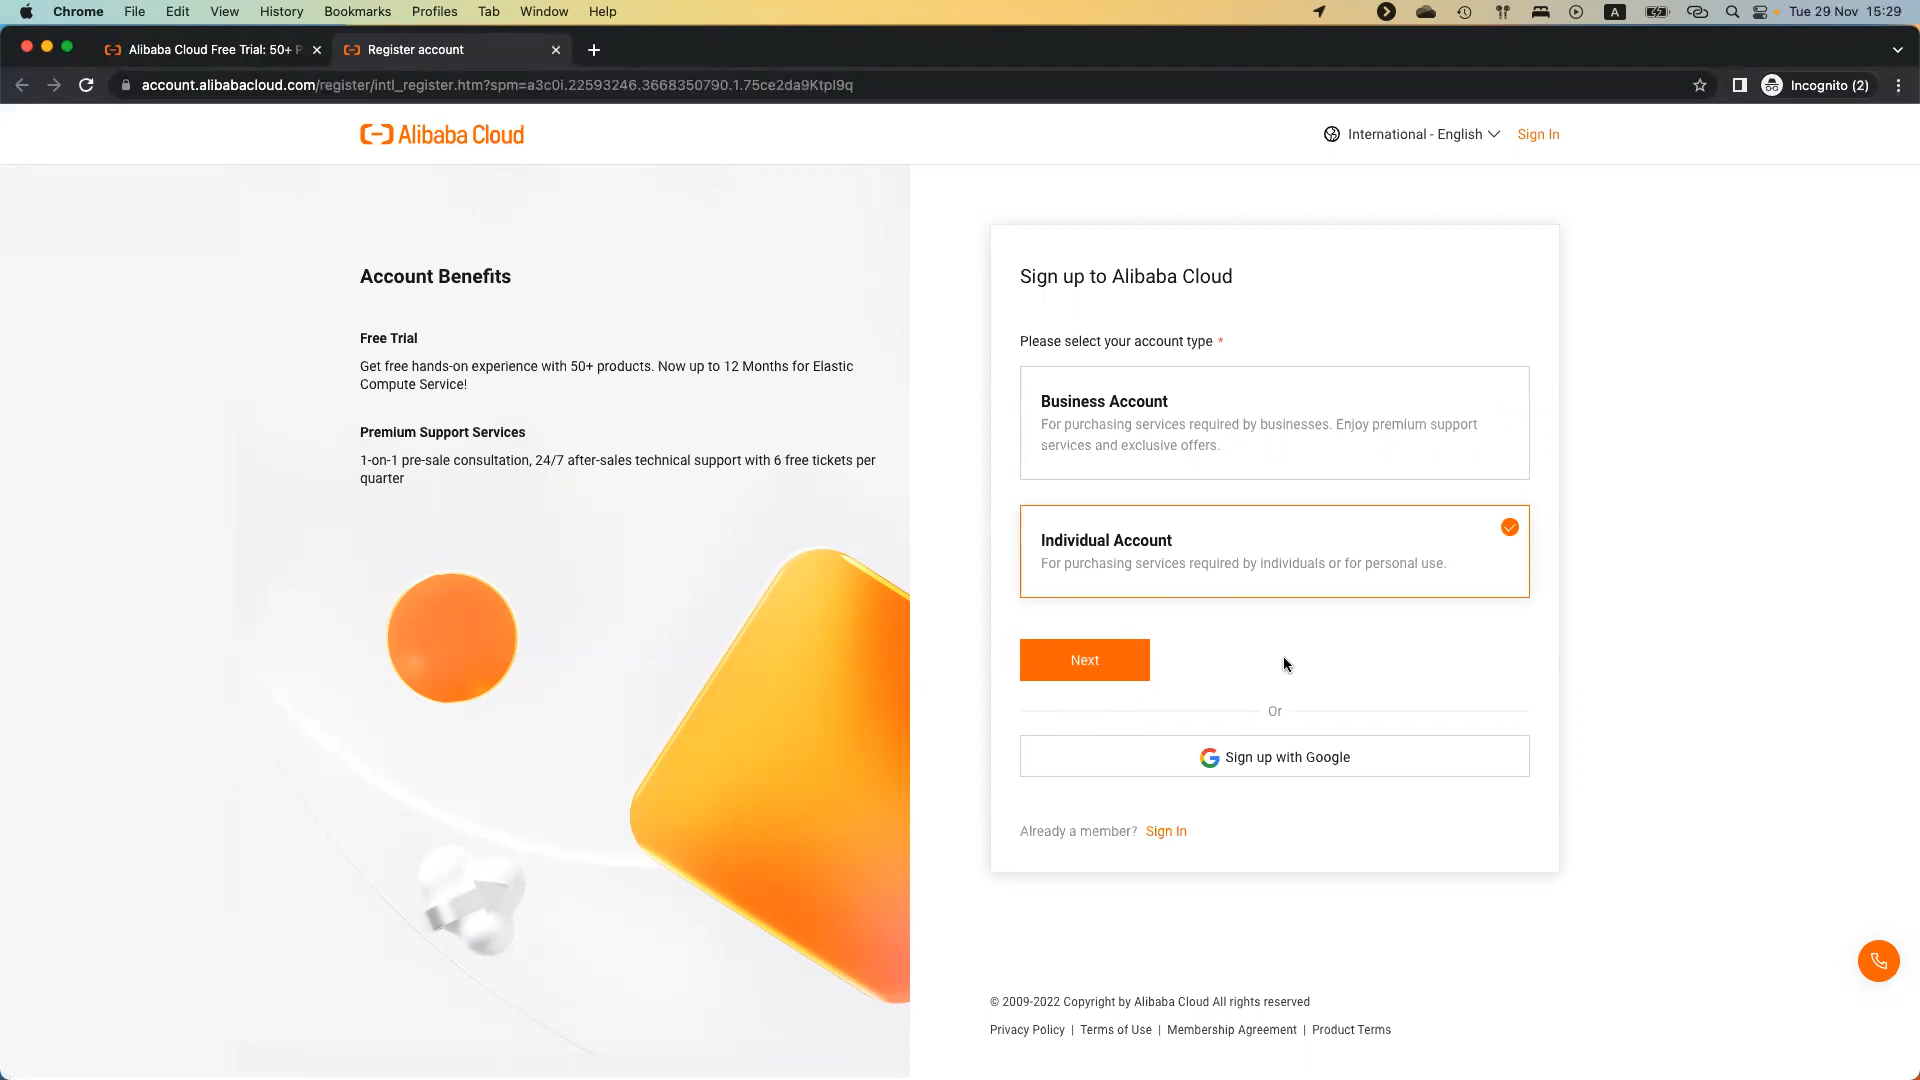 Chrome File Edit View History Bookmarks Profiles Tab Window Help A Tue 29 Nov 15:29
Alibaba Cloud Free Trial: 50+ P Register account
account.alibabacloud.com/register/intl_register.htm?spm=a3c0i.22593246.3668350790.1.75ce2da9Ktpl9q Incognito (2)
Alibaba Cloud International - English Sign In
Account Benefits
Free Trial
Get free hands-on experience with 50+ products. Now up to 12 Months for Elastic
Compute Service!
Premium Support Services
1-on-1 pre-sale consultation, 24/7 after-sales technical support with 6 free tickets per
quarter
Sign up to Alibaba Cloud
Please select your account type *
Business Account
For purchasing services required by businesses. Enjoy premium support
services and exclusive offers.
Individual Account
For purchasing services required by individuals or for personal use.
Next
Or
Sign up with Google
Already a member? Sign In
© 2009-2022 Copyright by Alibaba Cloud All rights reserved
Privacy Policy | Terms of Use | Membership Agreement | Product Terms